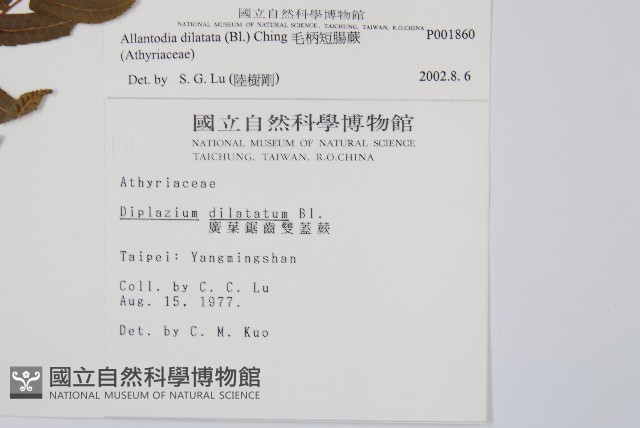 國立自然科學博物館
NATIONAL MUSEUM OF NATURAL SCIENCE, TAICHUNG, TAIWAN, R.O.CHINA
Allantodia dilatata (Bl.) Ching 毛柄短腸蕨 P001860
(Athyriaceae)
Det. by S. G. Lu (陸樹剛) 2002.8. 6
國立自然科學博物館
NATIONAL MUSEUM OF NATURAL SCIENCE
TAICHUNG, TAIWAN, R.O.CHINA
Athyriaceae
Diplazium dilatatum Bl.
廣葉鋸齒雙蓋蕨
Taipei: Yangmingshan
Coll. by C. C. Lu
Aug. 15, 1977.
Det. by C. M. Kuo
國立自然科學博物館
NATIONAL MUSEUM OF NATURAL SCIENCE